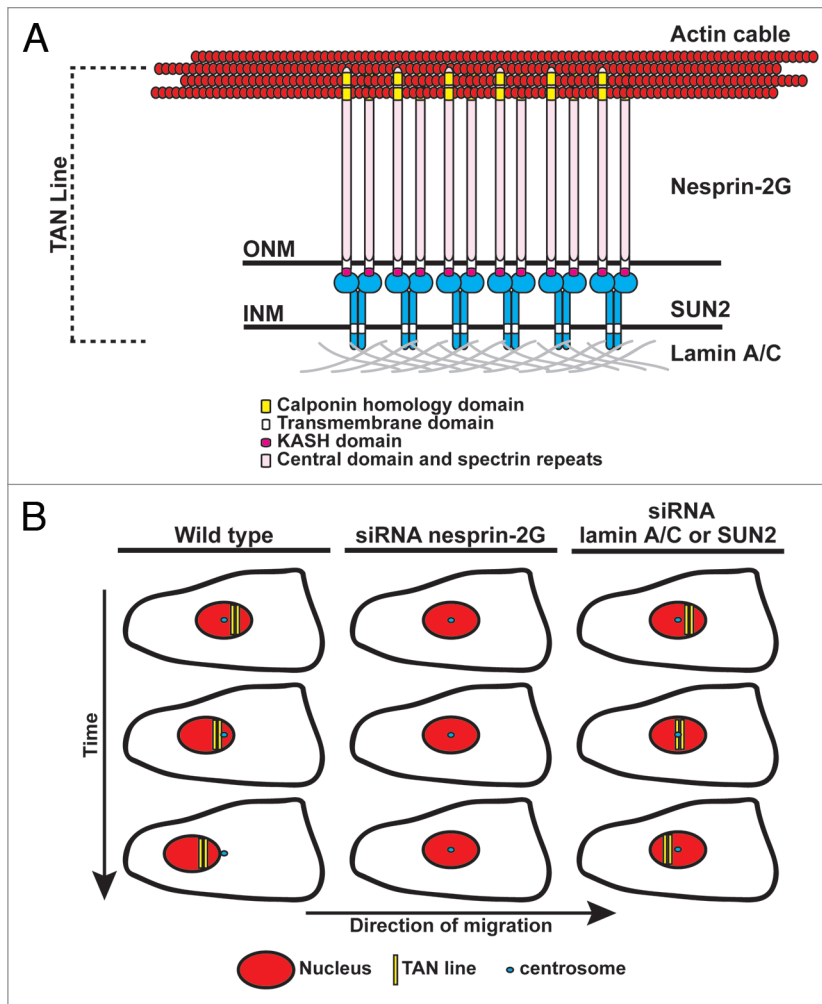 A
Actin cable
TAN Line
Nesprin-2G
ONM
INM
SUN2
Lamin A/C
Calponin homology domain
Transmembrane domain
KASH domain
Central domain and spectrin repeats
B
Wild type
siRNA nesprin-2G
siRNA
lamin A/C or SUN2
Time
Direction of migration
Nucleus
TAN line
centrosome